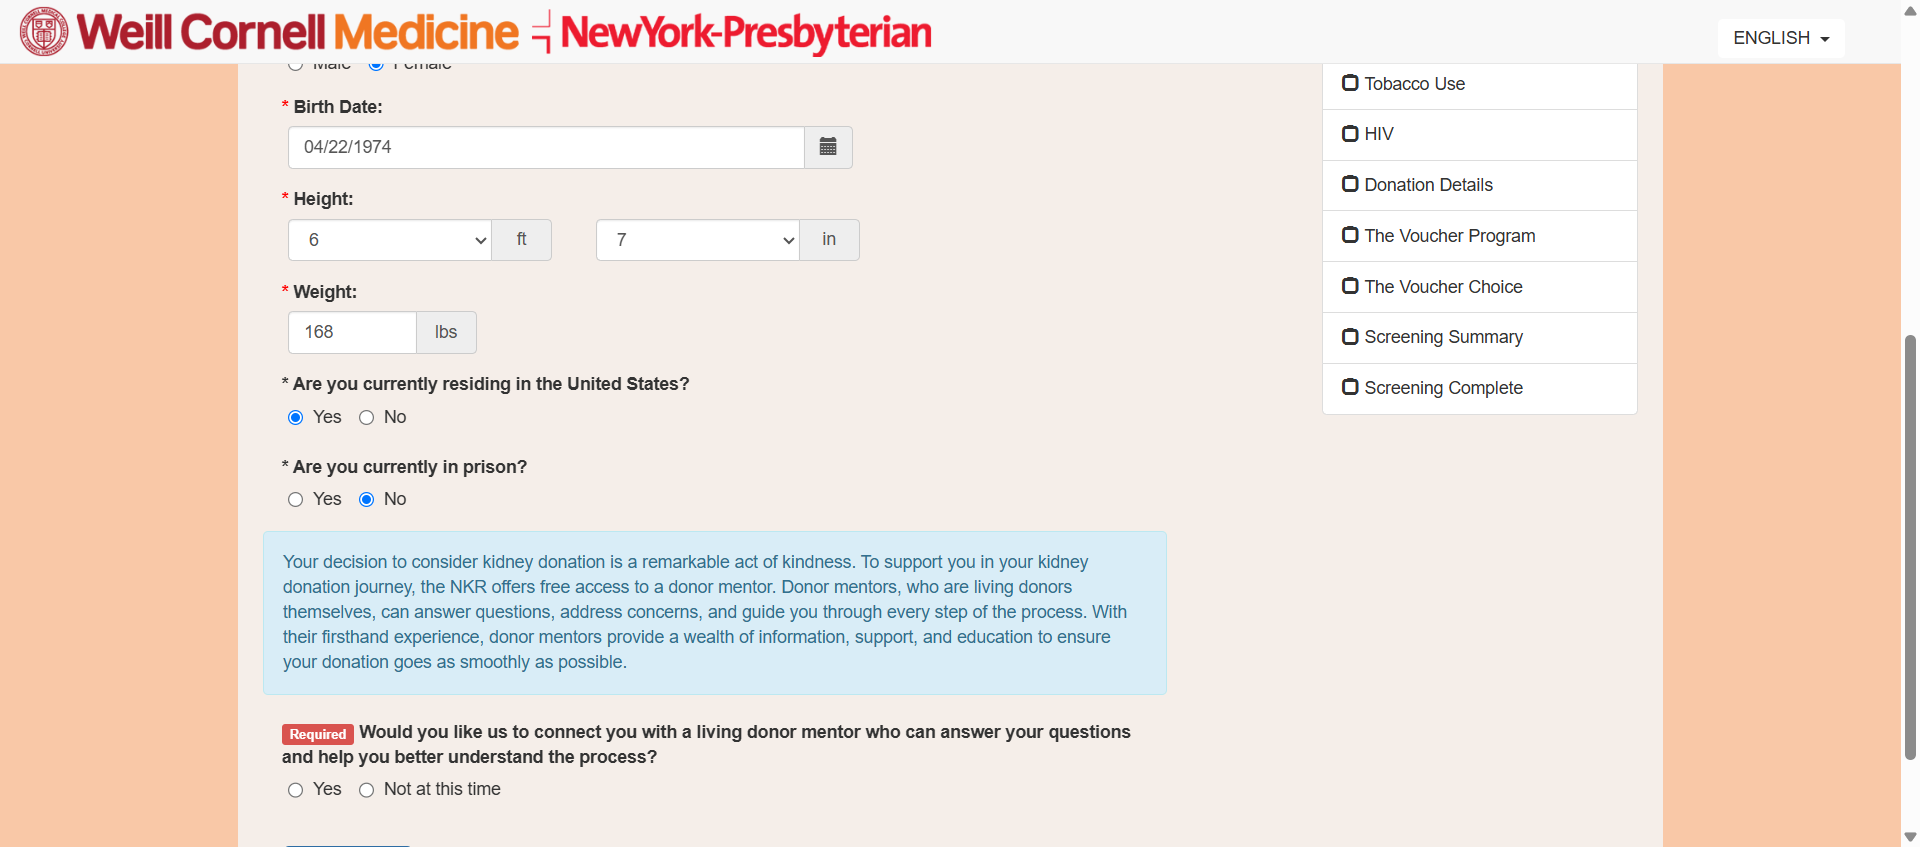 Weill Cornell Medicine NewYork-Presbyterian
ENGLISH
Male Female
* Birth Date:
04/22/1974
* Height:
6 ft 7 in
* Weight:
168 lbs
* Are you currently residing in the United States?
Yes No
* Are you currently in prison?
Yes No
Your decision to consider kidney donation is a remarkable act of kindness. To support you in your kidney
donation journey, the NKR offers free access to a donor mentor. Donor mentors, who are living donors
themselves, can answer questions, address concerns, and guide you through every step of the process. With
their firsthand experience, donor mentors provide a wealth of information, support, and education to ensure
your donation goes as smoothly as possible.
Required Would you like us to connect you with a living donor mentor who can answer your questions
and help you better understand the process?
Yes Not at this time
Tobacco Use
HIV
Donation Details
The Voucher Program
The Voucher Choice
Screening Summary
Screening Complete